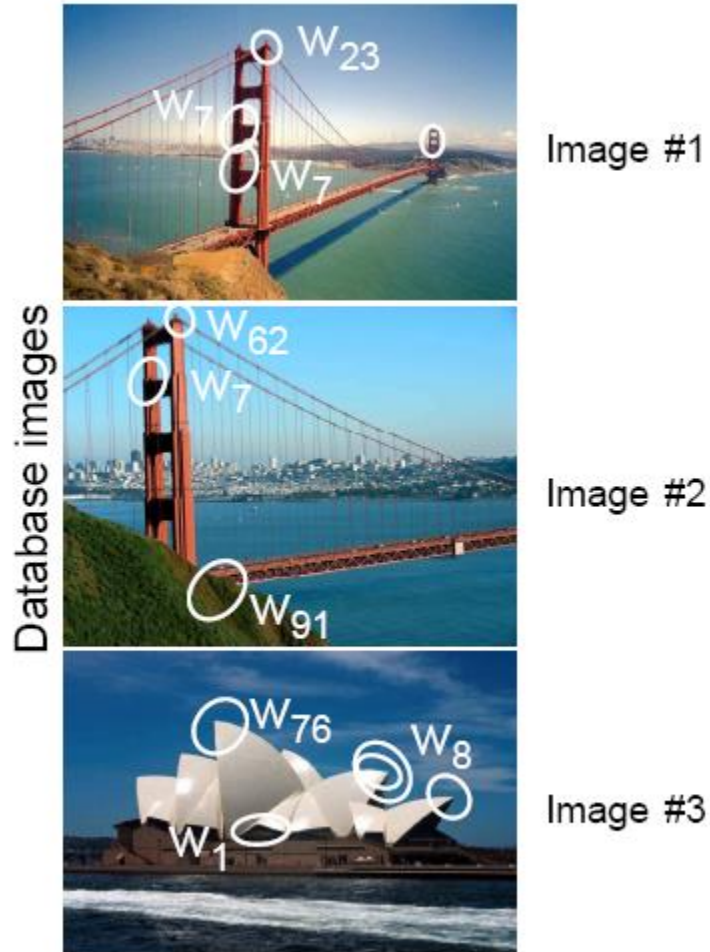 W23
W7
W7
Image #1
Database images
W62
W7
W91
Image #2
W76
W8
W1
Image #3